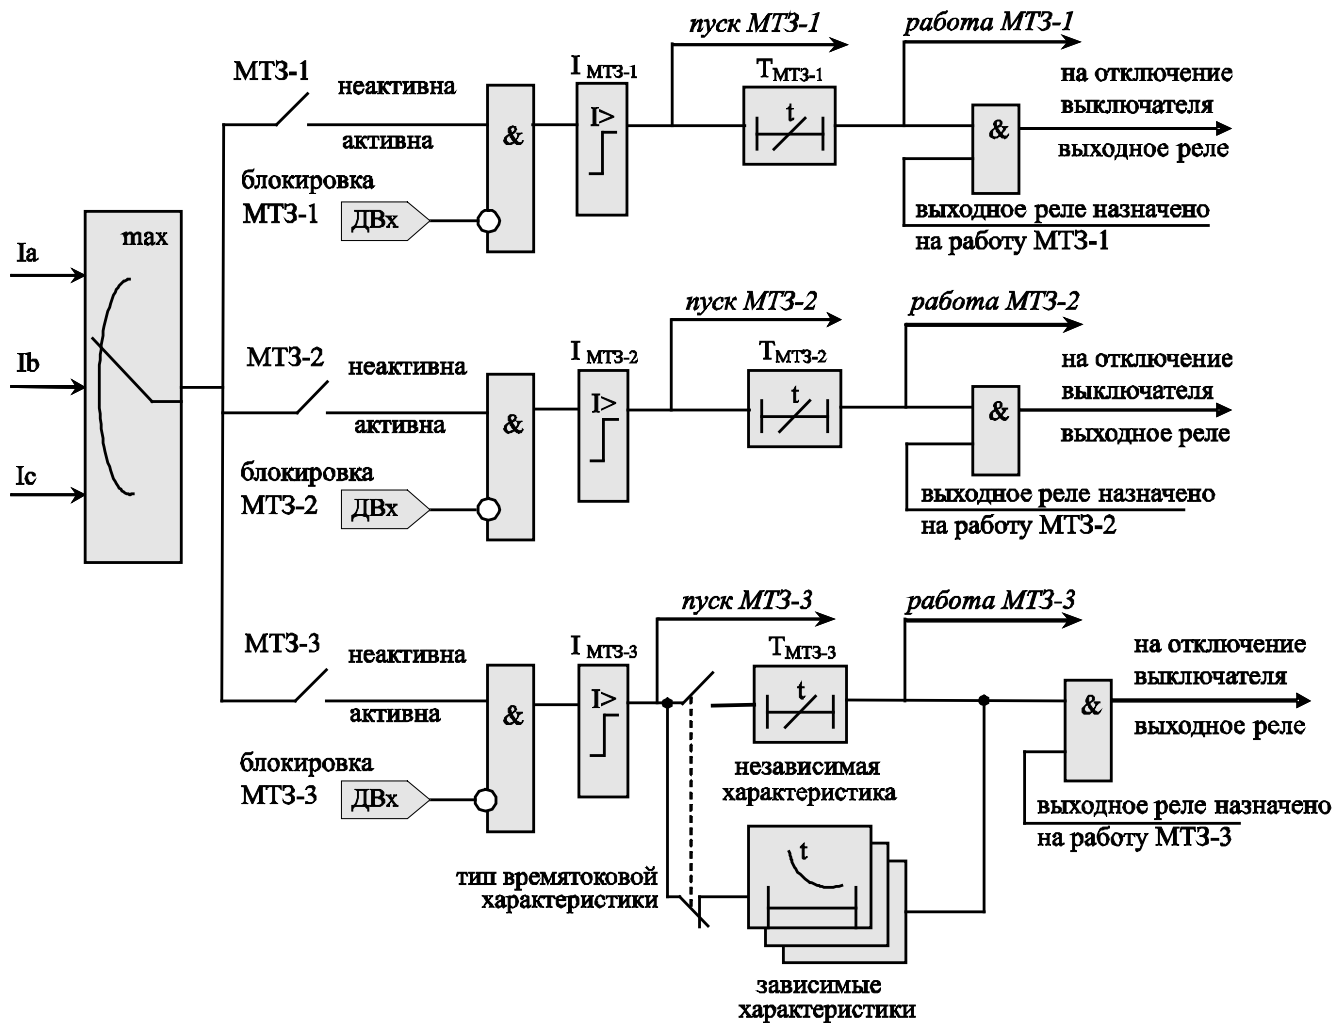 max
Ia
Ib
Ic
МТЗ-1
неактивна
активна
блокировка
МТЗ-1
ДВх
&
I МТЗ-1
I>
пуск МТЗ-1
TМТЗ-1
t
работа МТЗ-1
&
на отключение
выключателя
выходное реле
выходное реле назначено
на работу МТЗ-1
МТЗ-2
неактивна
активна
блокировка
МТЗ-2
ДВх
&
I МТЗ-2
I>
пуск МТЗ-2
TМТЗ-2
t
работа МТЗ-2
&
на отключение
выключателя
выходное реле
выходное реле назначено
на работу МТЗ-2
МТЗ-3
неактивна
активна
блокировка
МТЗ-3
ДВх
&
I МТЗ-3
I>
пуск МТЗ-3
TМТЗ-3
t
независимая
характеристика
работа МТЗ-3
&
на отключение
выключателя
выходное реле
выходное реле назначено
на работу МТЗ-3
тип времятоковой
характеристики
t
зависимые
характеристики